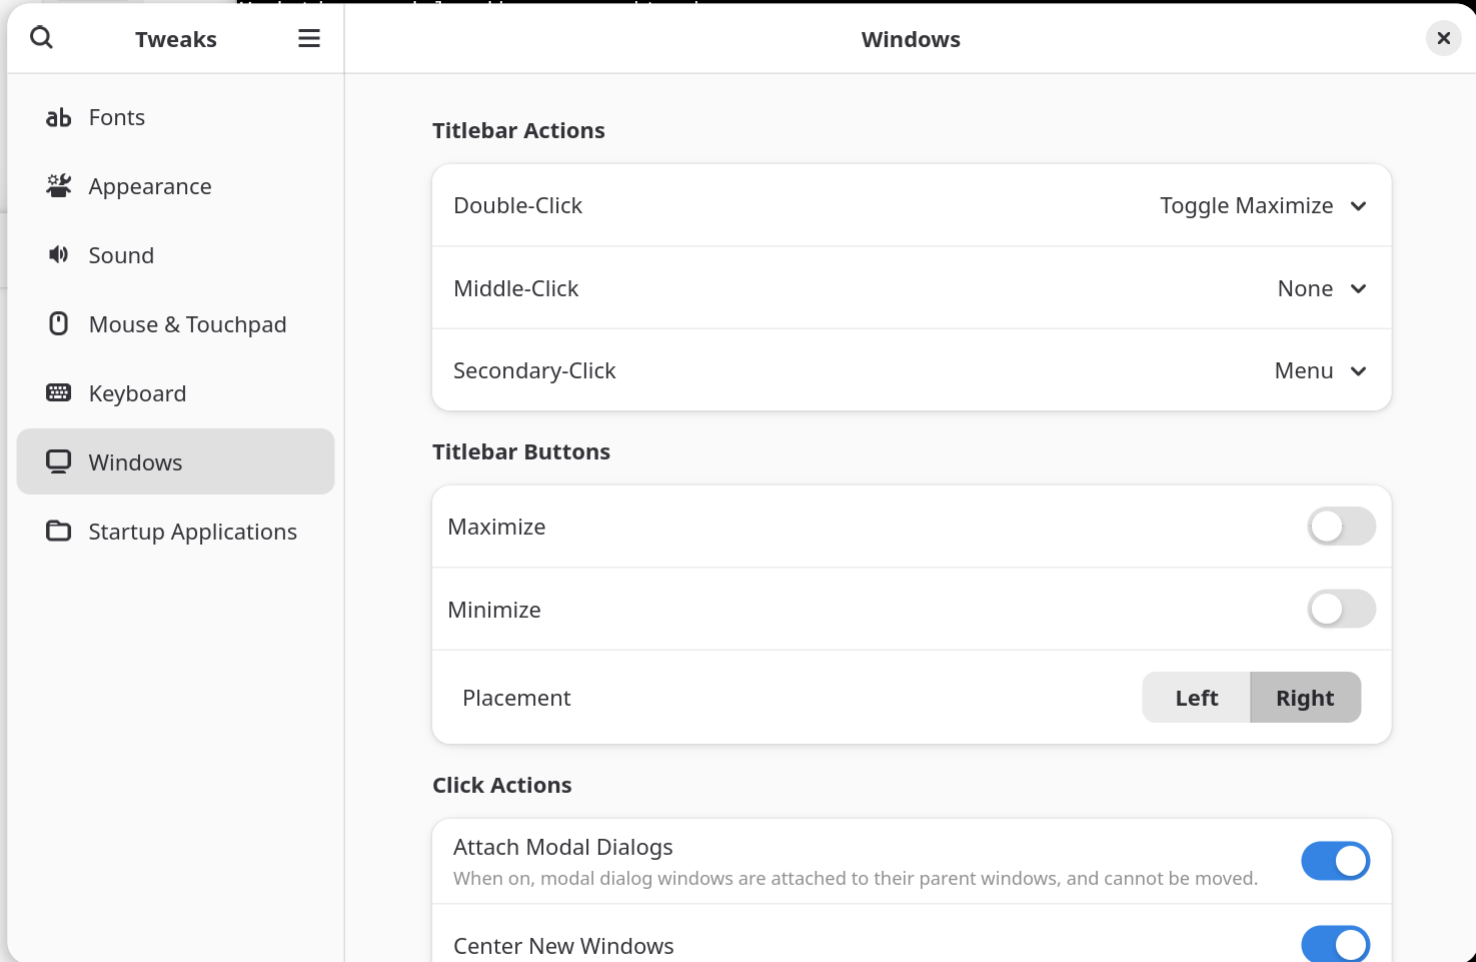 Tweaks
Windows
ab Fonts
Appearance
Sound
Mouse & Touchpad
Keyboard
Windows
Startup Applications
Titlebar Actions
Double-Click Toggle Maximize
Middle-Click None
Secondary-Click Menu
Titlebar Buttons
Maximize
Minimize
Placement Left Right
Click Actions
Attach Modal Dialogs
When on, modal dialog windows are attached to their parent windows, and cannot be moved.
Center New Windows